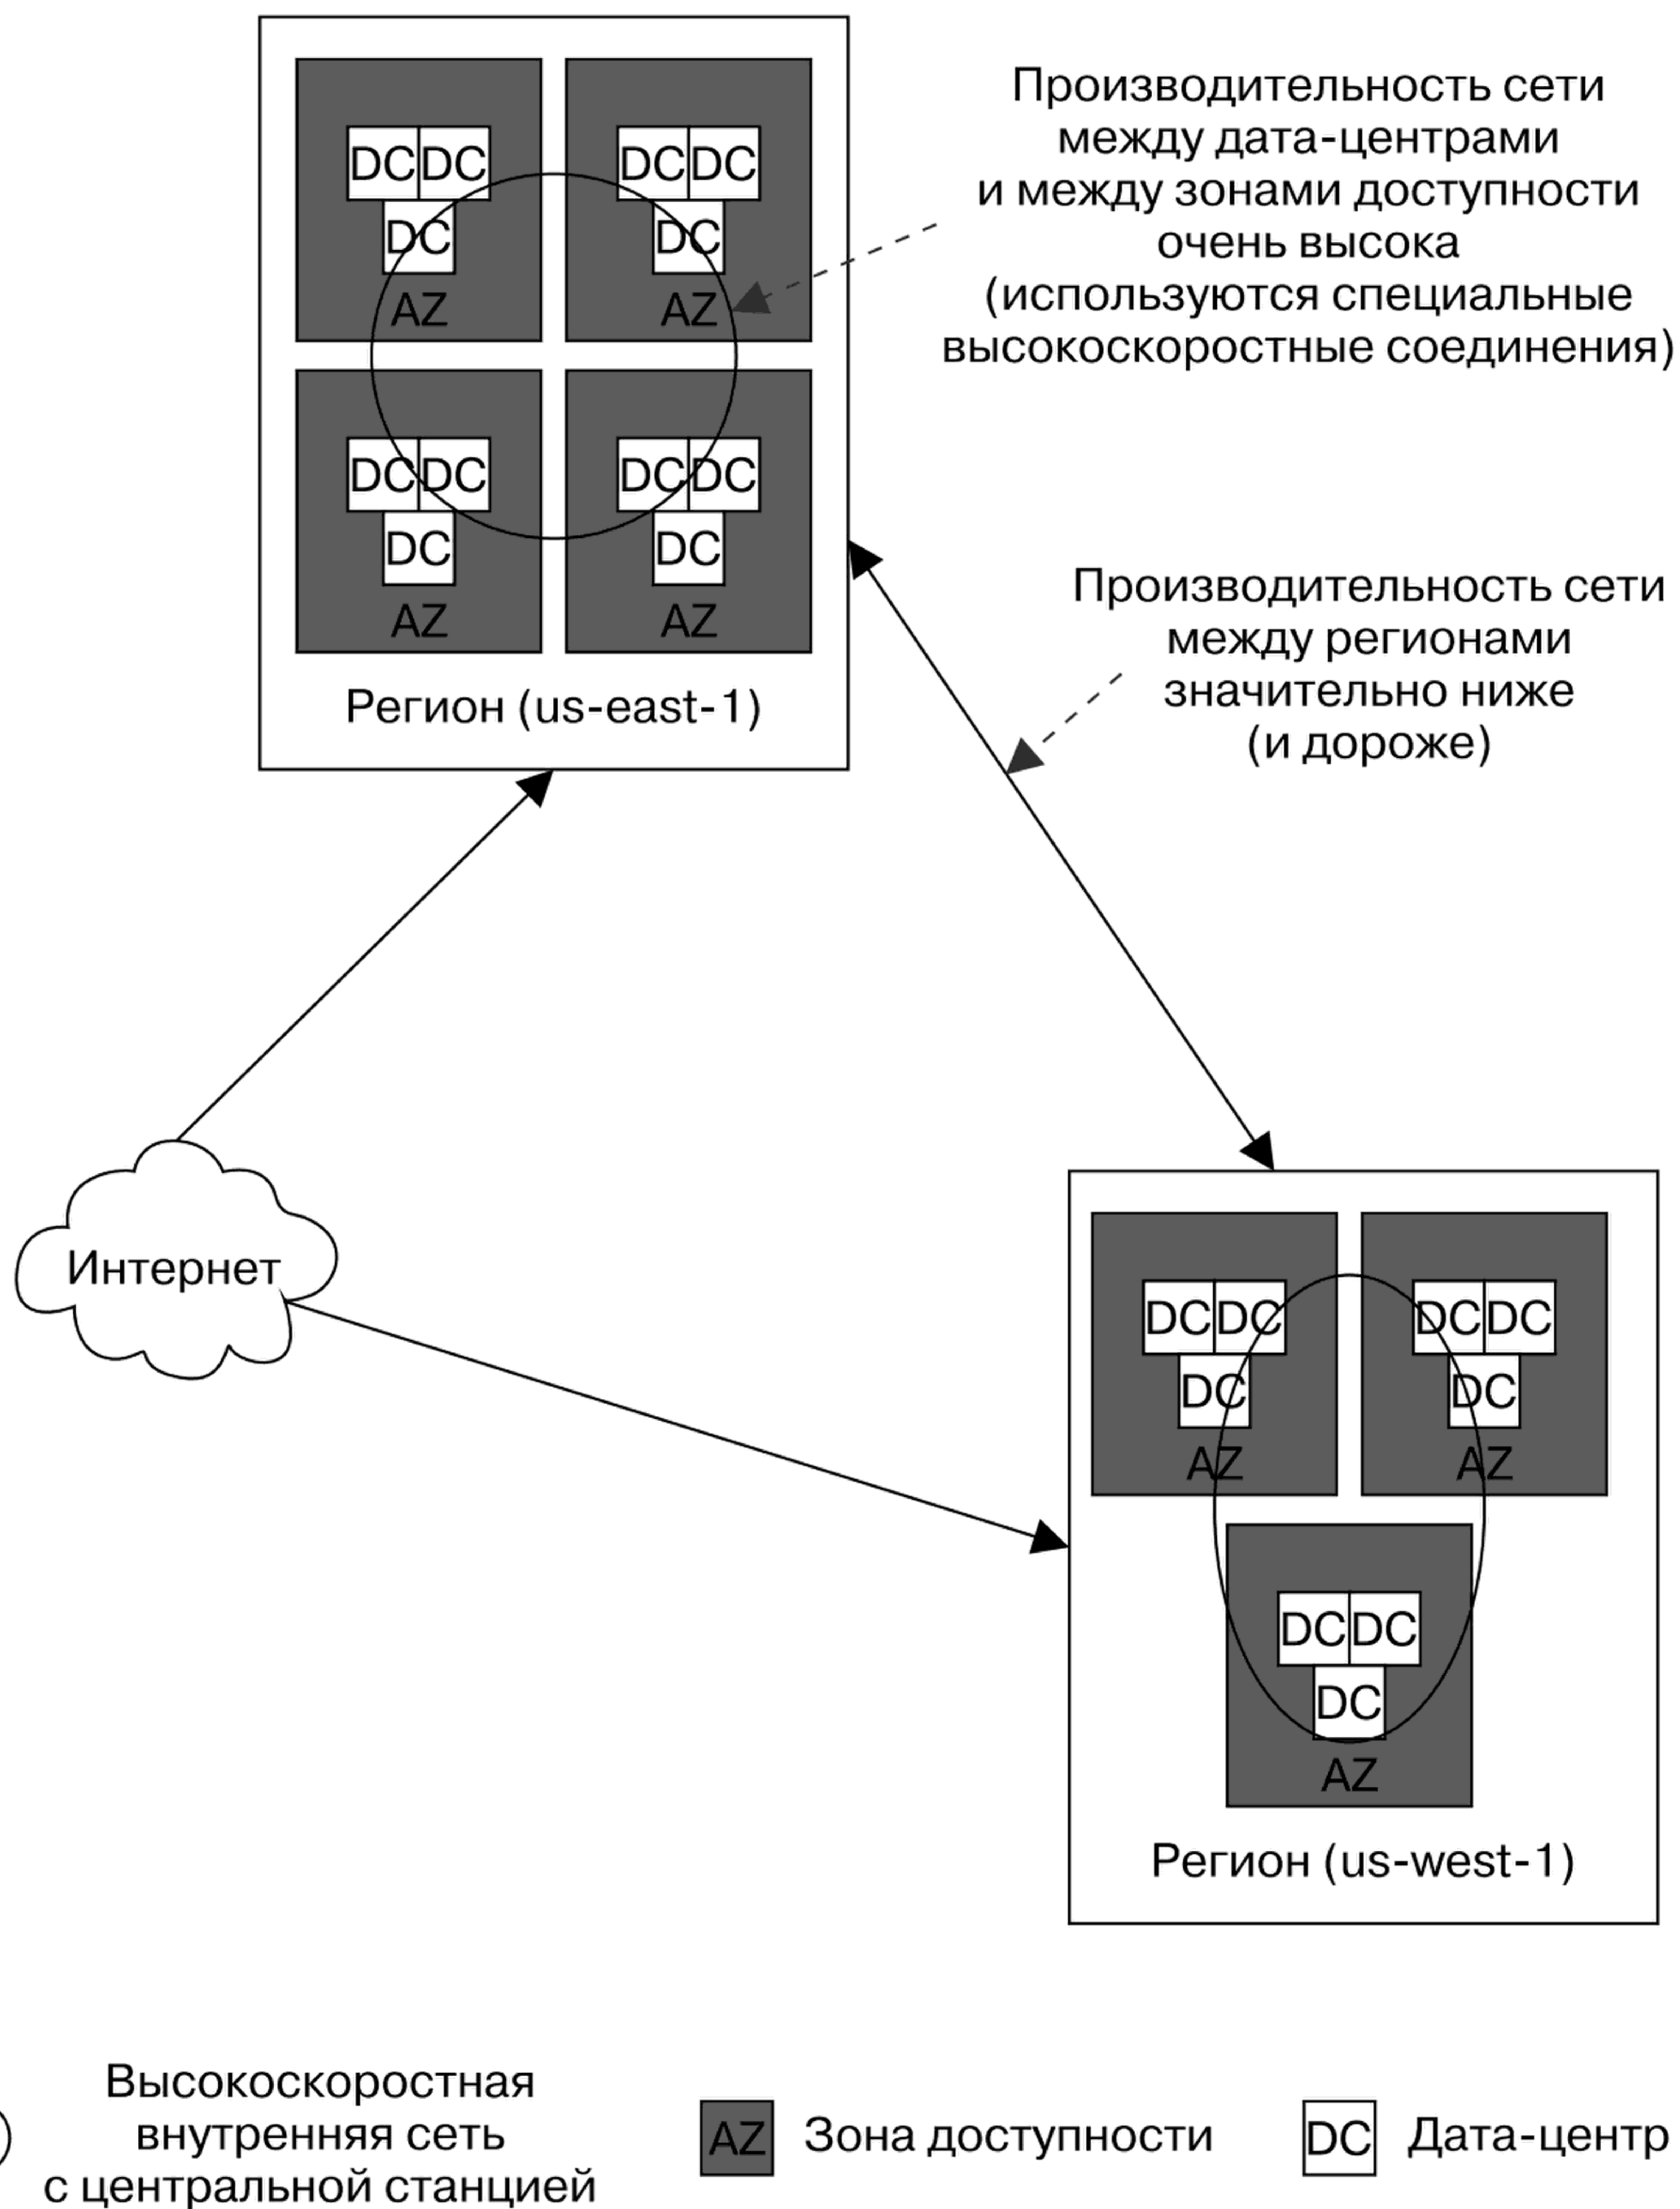 Производительность сети
между дата-центрами
и между зонами доступности
очень высока
(используются специальные
высокоскоростные соединения)
DC DC DC DC
DC DC
AZ AZ
DC DC DC DC
DC DC
AZ AZ
Регион (us-east-1)
Производительность сети
между регионами
значительно ниже
(и дороже)
Интернет
DC DC DC DC
DC DC
AZ AZ
DC DC
DC
AZ
Регион (us-west-1)
Высокоскоростная
внутренняя сеть
с центральной станцией
AZ Зона доступности
DC Дата-центр